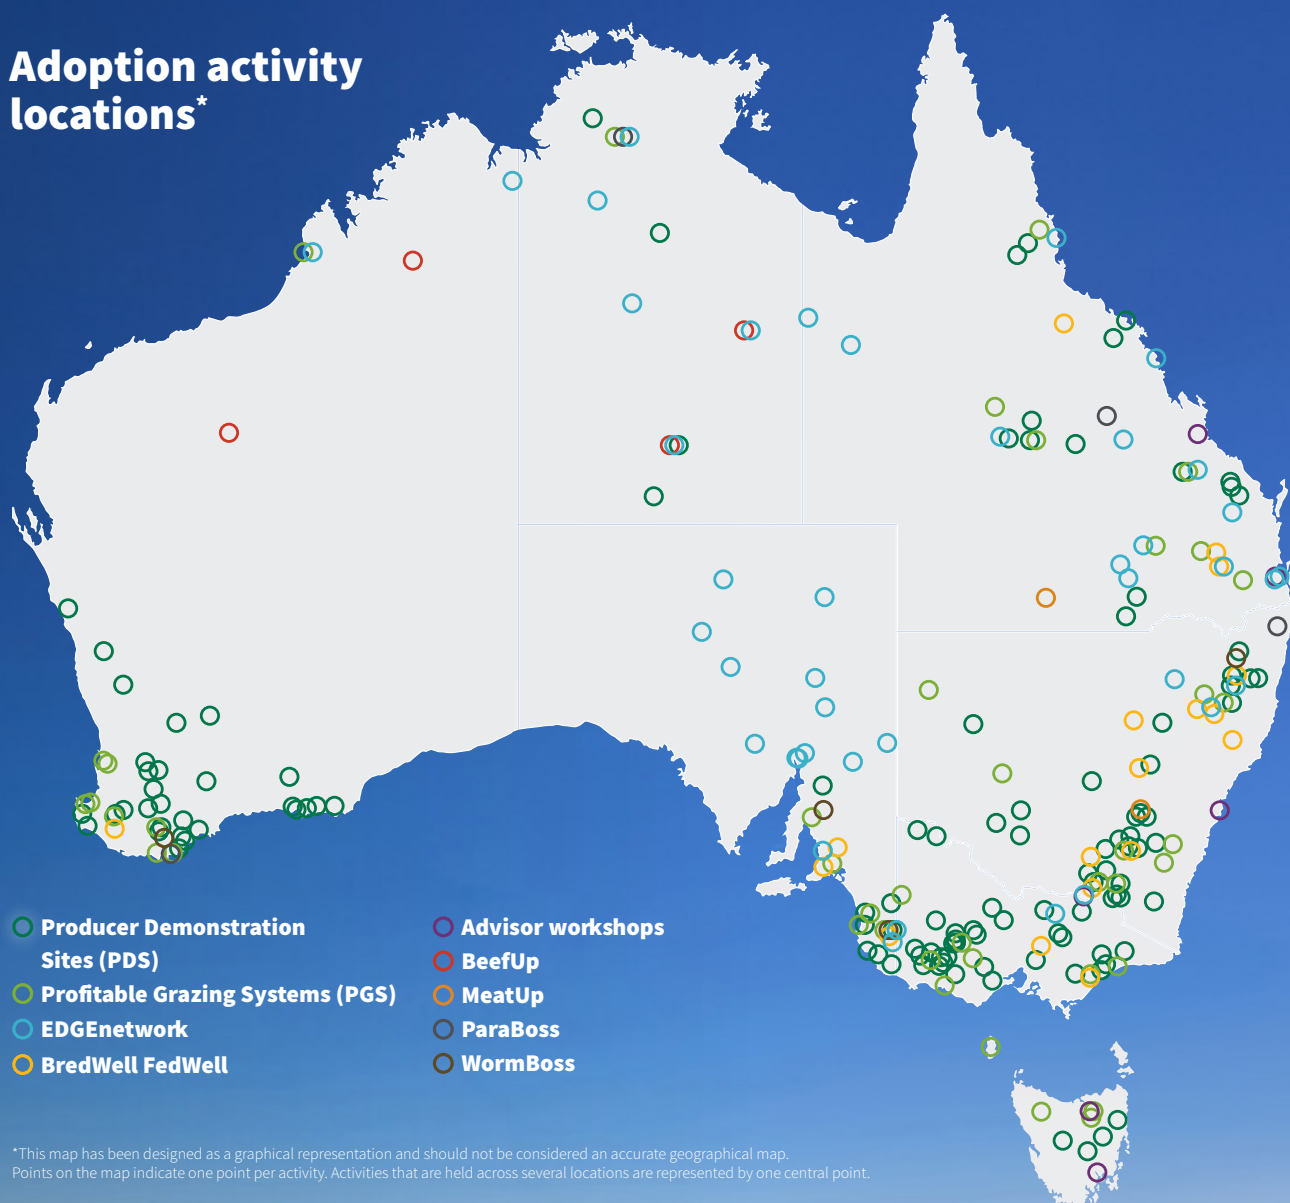 Adoption activity
locations*
Producer Demonstration
Sites (PDS)
Profitable Grazing Systems (PGS)
EDGEnetwork
BredWell FedWell
Advisor workshops
BeefUp
MeatUp
ParaBoss
WormBoss
*This map has been designed as a graphical representation and should not be considered an accurate geographical map.
Points on the map indicate one point per activity. Activities that are held across several locations are represented by one central point.